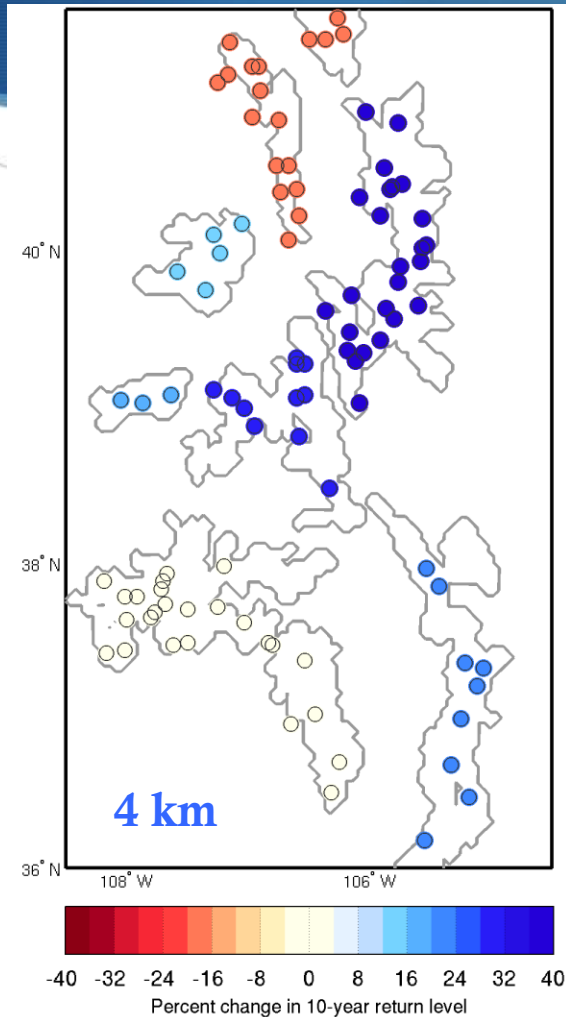 40° N
38° N
4 km
36° N
108° W 106° W
-40 -32 -24 -16 -8 0 8 16 24 32 40
Percent change in 10-year return level